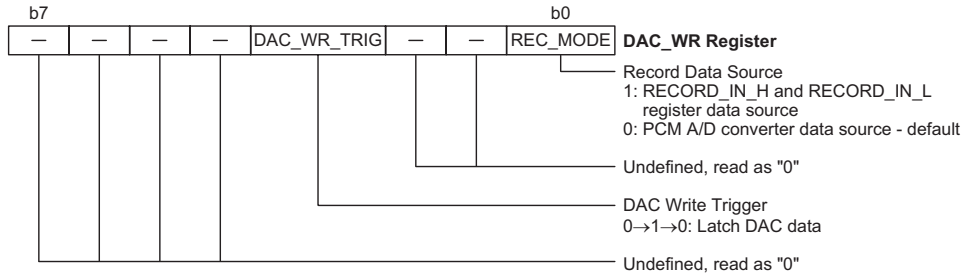 b7 b0
— — — — DAC_WR_TRIG — — REC_MODE DAC_WR Register
Record Data Source
1: RECORD_IN_H and RECORD_IN_L
register data source
0: PCM A/D converter data source - default
Undefined, read as "0"
DAC Write Trigger
0→1→0: Latch DAC data
Undefined, read as "0"